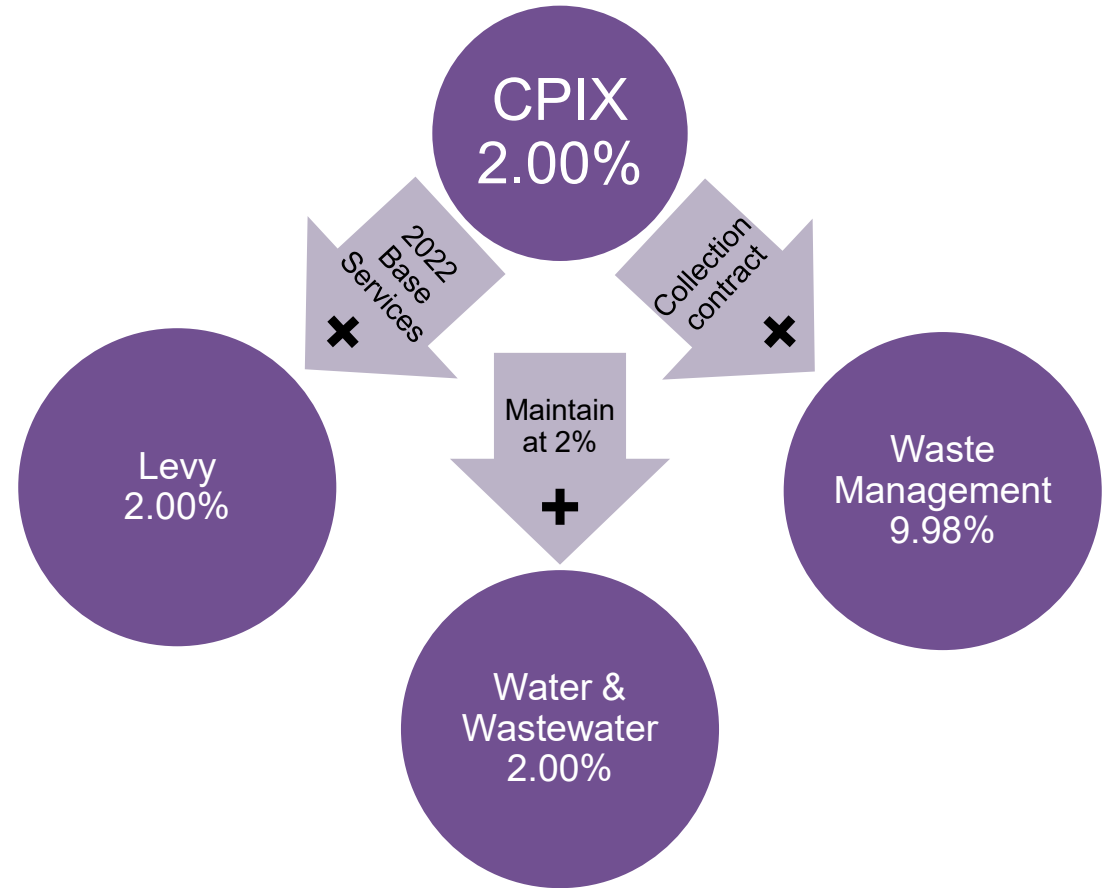 CPIX
2.00%
2022
Base
Services
Collection
contract
Maintain
at 2%
Levy
2.00%
Waste
Management
9.98%
Water &
Wastewater
2.00%